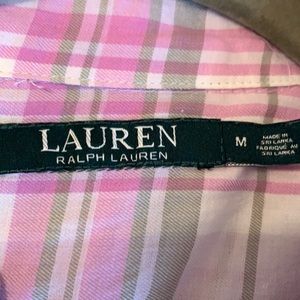 LAUREN
RALPH LAUREN
M
MADE IN
SRI LANKA
FABRIQUÉ AU
SRI LANKA